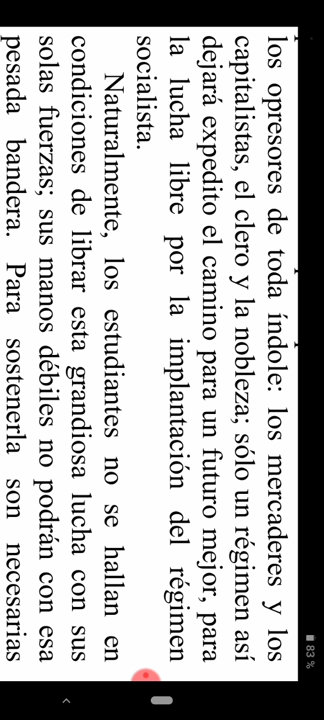 los opresores de toda índole: los mercaderes y los
capitalistas, el clero y la nobleza; sólo un régimen así
dejará expedito el camino para un futuro mejor, para
la lucha libre por la implantación del régimen
socialista.
Naturalmente, los estudiantes no se hallan en
condiciones de librar esta grandiosa lucha con sus
solas fuerzas; sus manos débiles no podrán con esa
pesada bandera. Para sostenerla son necesarias
83 %